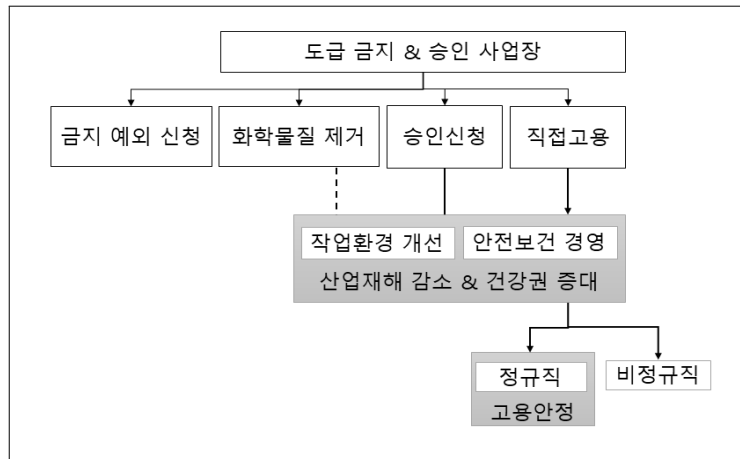 도급 금지 & 승인 사업장
금지 예외 신청
화학물질 제거
승인신청
직접고용
작업환경 개선
안전보건 경영
산업재해 감소 & 건강권 증대
정규직
비정규직
고용안정